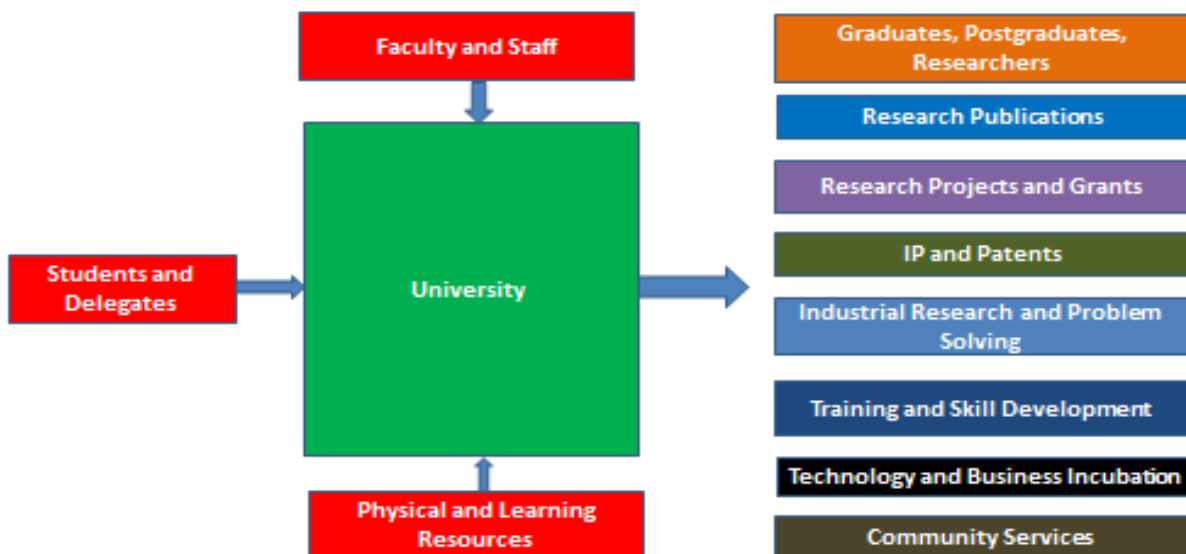 Faculty and Staff
Students and
Delegates
University
Physical and Learning
Resources
Graduates, Postgraduates,
Researchers
Research Publications
Research Projects and Grants
IP and Patents
Industrial Research and Problem
Solving
Training and Skill Development
Technology and Business Incubation
Community Services